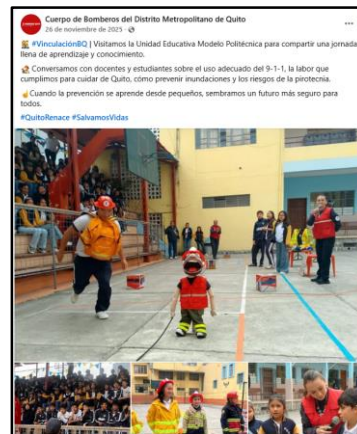 Cuerpo de Bomberos del Distrito Metropolitano de Quito
26 de noviembre de 2025 ·
#VinculaciónBQ | Visitamos la Unidad Educativa Modelo Politécnica para compartir una jornada
llena de aprendizaje y conocimiento.
Conversamos con docentes y estudiantes sobre el uso adecuado del 9-1-1, la labor que
cumplimos para cuidar de Quito, cómo prevenir inundaciones y los riesgos de la pirotecnia.
Cuando la prevención se aprende desde pequeños, sembramos un futuro más seguro para
todos.
#QuitoRenace #SalvamosVidas